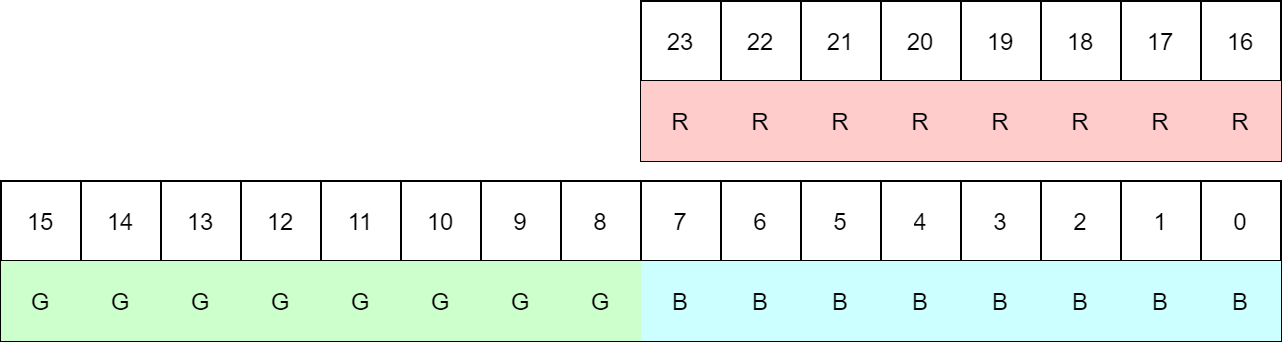 23 22 21 20 19 18 17 16
R R R R R R R R
15 14 13 12 11 10 9 8 7 6 5 4 3 2 1 0
G G G G G G G G B B B B B B B B